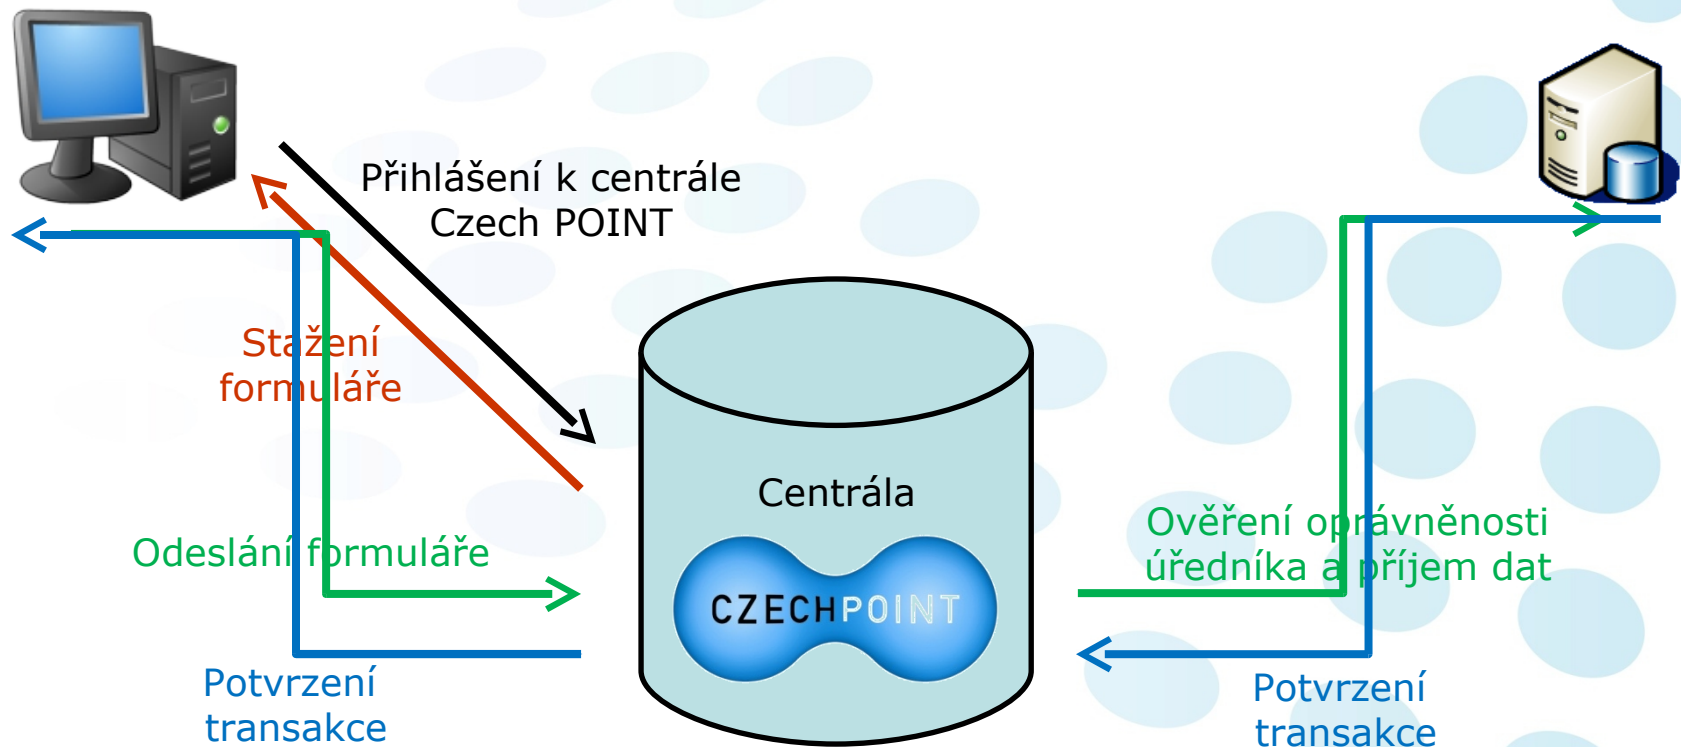 Přihlášení k centrále
Czech POINT
Stažení
formuláře
Centrála
Odeslání formuláře
Ověření oprávněnosti
úředníka a příjem dat
CZECHPOINT
Potvrzení
transakce
Potvrzení
transakce